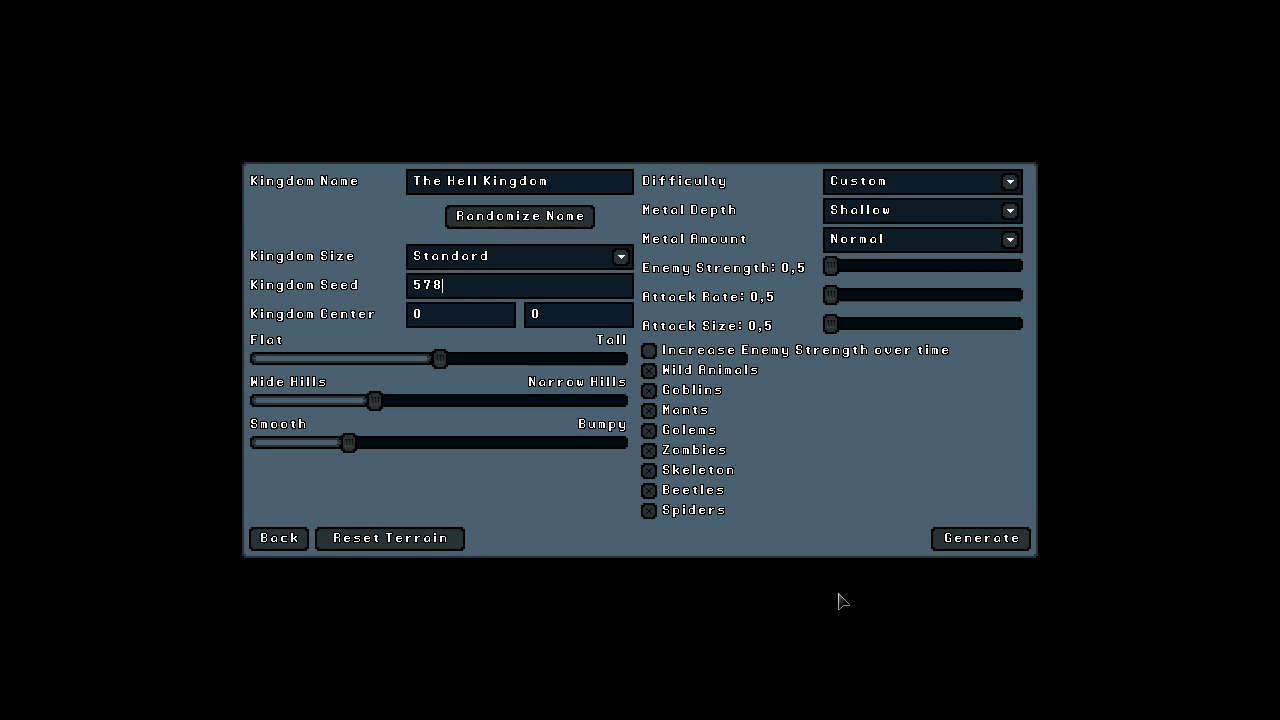 Kingdom Name
The Hell Kingdom
Randomize Name
Kingdom Size
Standard
Kingdom Seed
578
Kingdom Center
0
0
Flat
Tall
Wide Hills
Narrow Hills
Smooth
Bumpy
Difficulty
Custom
Metal Depth
Shallow
Metal Amount
Normal
Enemy Strength: 0,5
Attack Rate: 0,5
Attack Size: 0,5
Increase Enemy Strength over time
Wild Animals
Goblins
Mants
Golems
Zombies
Skeleton
Beetles
Spiders
Back
Reset Terrain
Generate